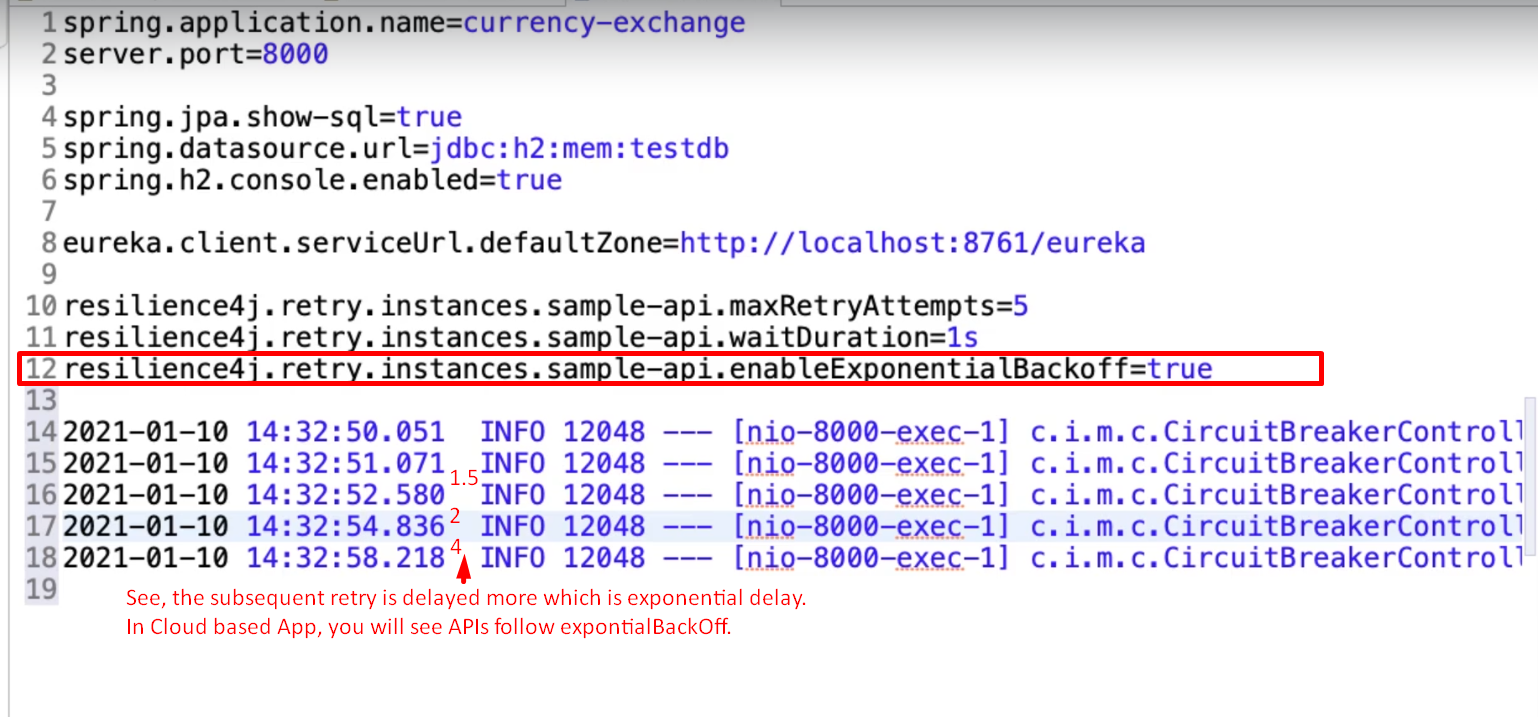 1 spring.application.name=currency-exchange
2 server.port=8000
3
4 spring.jpa.show-sql=true
5 spring.datasource.url=jdbc:h2:mem:testdb
6 spring.h2.console.enabled=true
7
8 eureka.client.serviceUrl.defaultZone=http://localhost:8761/eureka
9
10 resilience4j.retry.instances.sample-api.maxRetryAttempts=5
11 resilience4j.retry.instances.sample-api.waitDuration=1s
12 resilience4j.retry.instances.sample-api.enableExponentialBackoff=true
13
14 2021-01-10 14:32:50.051 INFO 12048 --- [nio-8000-exec-1] c.i.m.c.CircuitBreakerControll
15 2021-01-10 14:32:51.071 INFO 12048 --- [nio-8000-exec-1] c.i.m.c.CircuitBreakerControll
1.5
16 2021-01-10 14:32:52.580 INFO 12048 --- [nio-8000-exec-1] c.i.m.c.CircuitBreakerControll
2
17 2021-01-10 14:32:54.836 INFO 12048 --- [nio-8000-exec-1] c.i.m.c.CircuitBreakerControll
4
18 2021-01-10 14:32:58.218 INFO 12048 --- [nio-8000-exec-1] c.i.m.c.CircuitBreakerControll
19
See, the subsequent retry is delayed more which is exponential delay.
In Cloud based App, you will see APIs follow expontialBackOff.